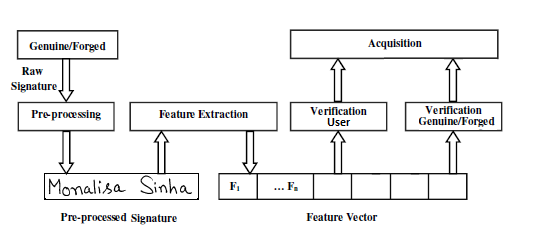 Genuine/Forged
Acquisition
Raw
Signature
Pre-processing
Feature Extraction
Verification
User
Verification
Genuine/Forged
Monalisa Sinha
F₁
... Fₙ
Pre-processed Signature
Feature Vector